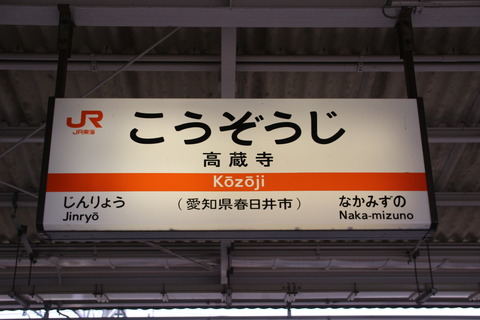 JR
JR東海
こうぞうじ
高蔵寺
Kōzōji
じんりょう
Jinryō
（愛知県春日井市）
なかみずの
Naka-mizuno